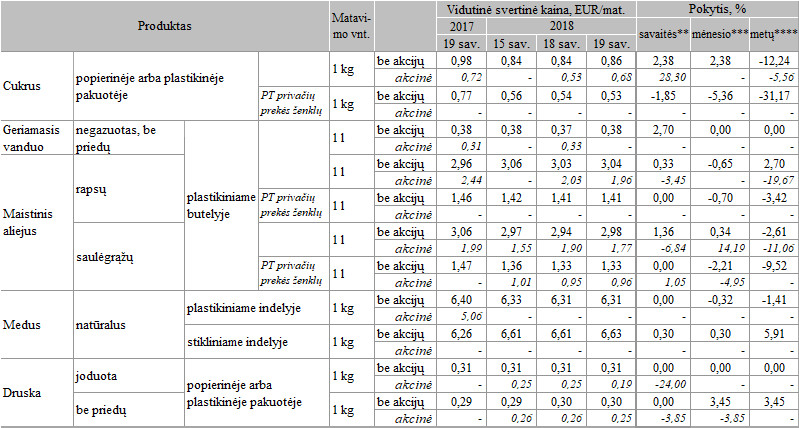 Produktas Matavi-mo vnt. Vidutinė svertinė kaina, EUR/mat. Pokytis, %
2017 2018 savaitės** mėnesio*** metų****
19 sav. 15 sav. 18 sav. 19 sav.
Cukrus popierinėje arba plastikinėje pakuotėje 1 kg be akcijų 0,98 0,84 0,84 0,86 2,38 2,38 -12,24
akcinė 0,72 - 0,53 0,68 28,30 - -5,56
PT privačių prekės ženklų 1 kg be akcijų 0,77 0,56 0,54 0,53 -1,85 -5,36 -31,17
akcinė - - - - - - -
Geriamasis vanduo negazuotas, be priedų plastikiniame butelyje 1 l be akcijų 0,38 0,38 0,37 0,38 2,70 0,00 0,00
akcinė 0,31 - 0,33 - - - -
Maistinis aliejus rapsų 1 l be akcijų 2,96 3,06 3,03 3,04 0,33 -0,65 2,70
akcinė 2,44 - 2,03 1,96 -3,45 - -19,67
PT privačių prekės ženklų 1 l be akcijų 1,46 1,42 1,41 1,41 0,00 -0,70 -3,42
akcinė - - - - - - -
saulėgrąžų 1 l be akcijų 3,06 2,97 2,94 2,98 1,36 0,34 -2,61
akcinė 1,99 1,55 1,90 1,77 -6,84 14,19 -11,06
PT privačių prekės ženklų 1 l be akcijų 1,47 1,36 1,33 1,33 0,00 -2,21 -9,52
akcinė - 1,01 0,95 0,96 1,05 -4,95 -
Medus natūralus plastikiniame indelyje 1 kg be akcijų 6,40 6,33 6,31 6,31 0,00 -0,32 -1,41
akcinė 5,06 - - - - - -
stikliniame indelyje 1 kg be akcijų 6,26 6,61 6,61 6,63 0,30 0,30 5,91
akcinė - - - - - - -
Druska joduota popierinėje arba plastikinėje pakuotėje 1 kg be akcijų 0,31 0,31 0,31 0,31 0,00 0,00 0,00
akcinė - 0,25 0,25 0,19 -24,00 - -
be priedų 1 kg be akcijų 0,29 0,29 0,30 0,30 0,00 3,45 3,45
akcinė - 0,26 0,26 0,25 -3,85 -3,85 -